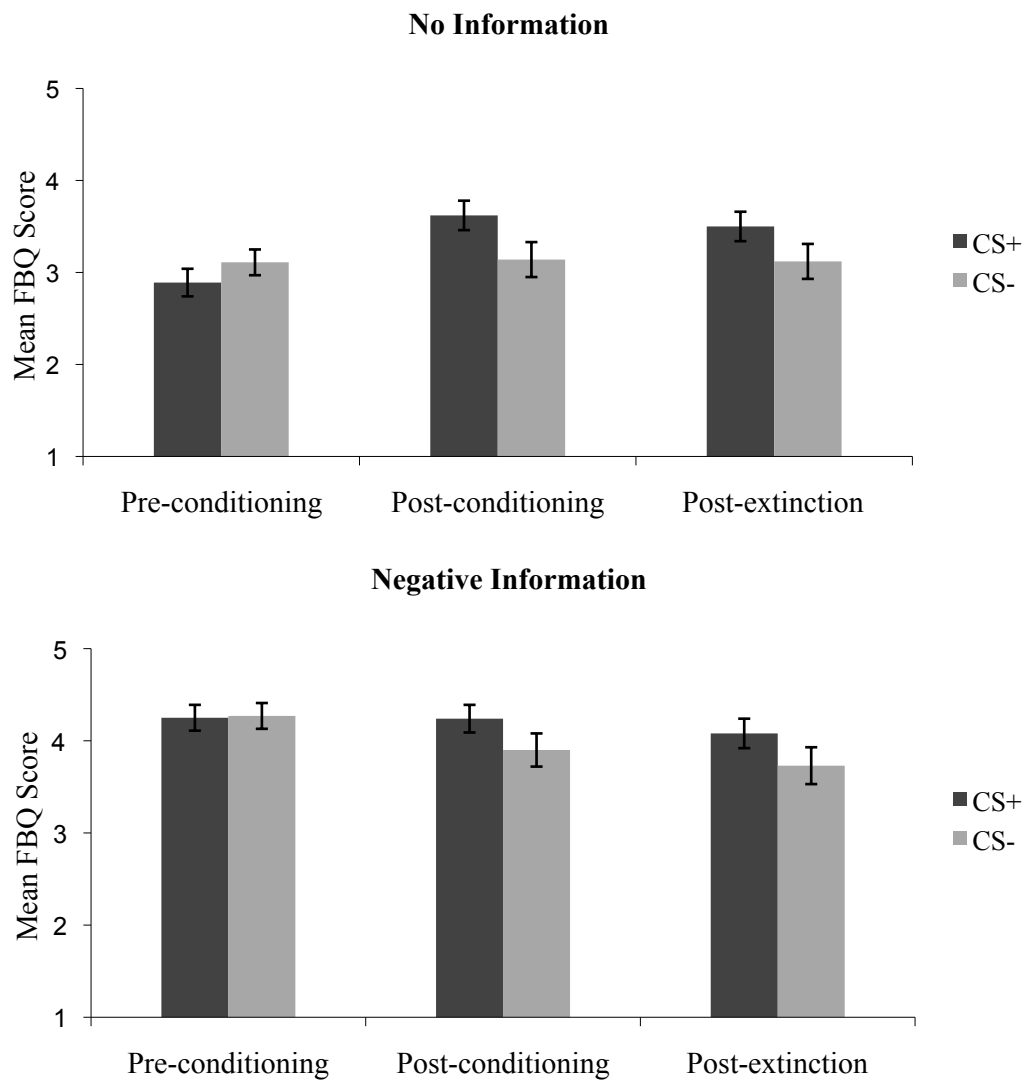 No Information
5
4
3
2
1
Mean FBQ Score
CS+
CS-
Pre-conditioning Post-conditioning Post-extinction
Negative Information
5
4
3
2
1
Mean FBQ Score
CS+
CS-
Pre-conditioning Post-conditioning Post-extinction